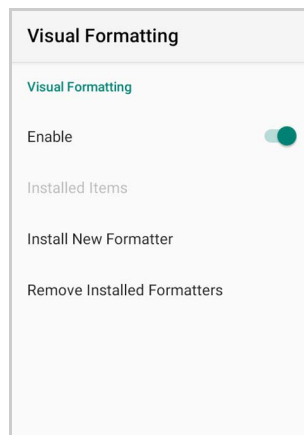 Visual Formatting
Visual Formatting
Enable
Installed Items
Install New Formatter
Remove Installed Formatters